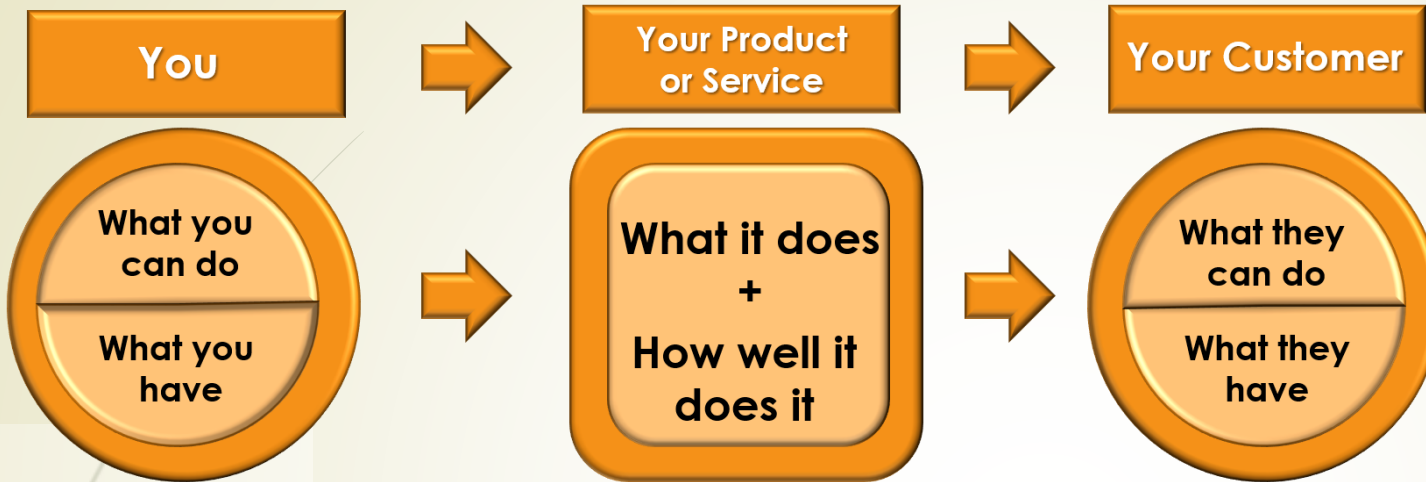 You
Your Product
or Service
Your Customer
What you
can do
What you
have
What it does
+
How well it
does it
What they
can do
What they
have